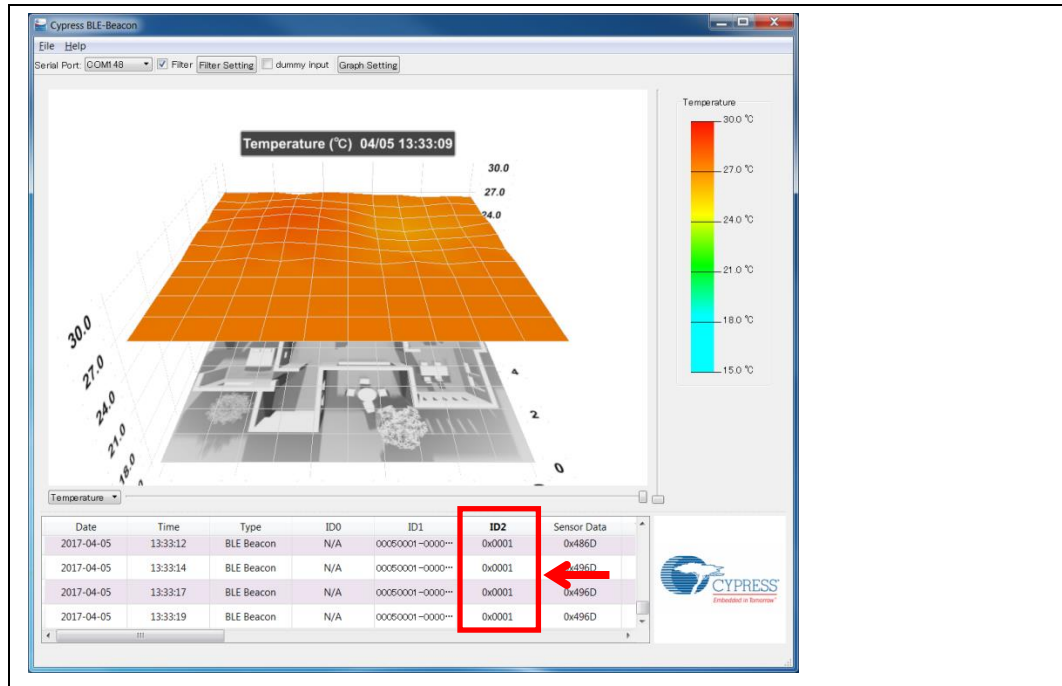 Cypress BLE-Beacon
File Help
Serial Port: COM148 Filter Filter Setting dummy input Graph Setting
Temperature (℃) 04/05 13:33:09
30.0
27.0
24.0
30.0
27.0
24.0
21.0
18.0
4
2
0
Temperature
30.0 ℃
27.0 ℃
24.0 ℃
21.0 ℃
18.0 ℃
15.0 ℃
Temperature
Date Time Type ID0 ID1 ID2 Sensor Data
2017-04-05 13:33:12 BLE Beacon N/A 00050001-0000··· 0x0001 0x486D
2017-04-05 13:33:14 BLE Beacon N/A 00050001-0000··· 0x0001 0x496D
2017-04-05 13:33:17 BLE Beacon N/A 00050001-0000··· 0x0001 0x496D
2017-04-05 13:33:19 BLE Beacon N/A 00050001-0000··· 0x0001 0x496D
CYPRESS
Embedded in Tomorrow